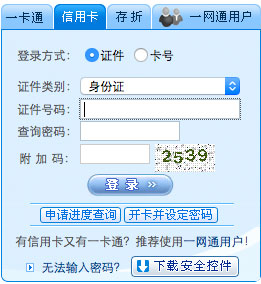 一卡通 信用卡 存 折 一网通用户
登录方式: 证件 卡号
证件类别: 身份证
证件号码:
查询密码:
附 加 码: 2539
登 录 >>
申请进度查询 开卡并设定密码
有信用卡又有一卡通? 推荐使用一网通用户!
无法输入密码? 下载安全控件